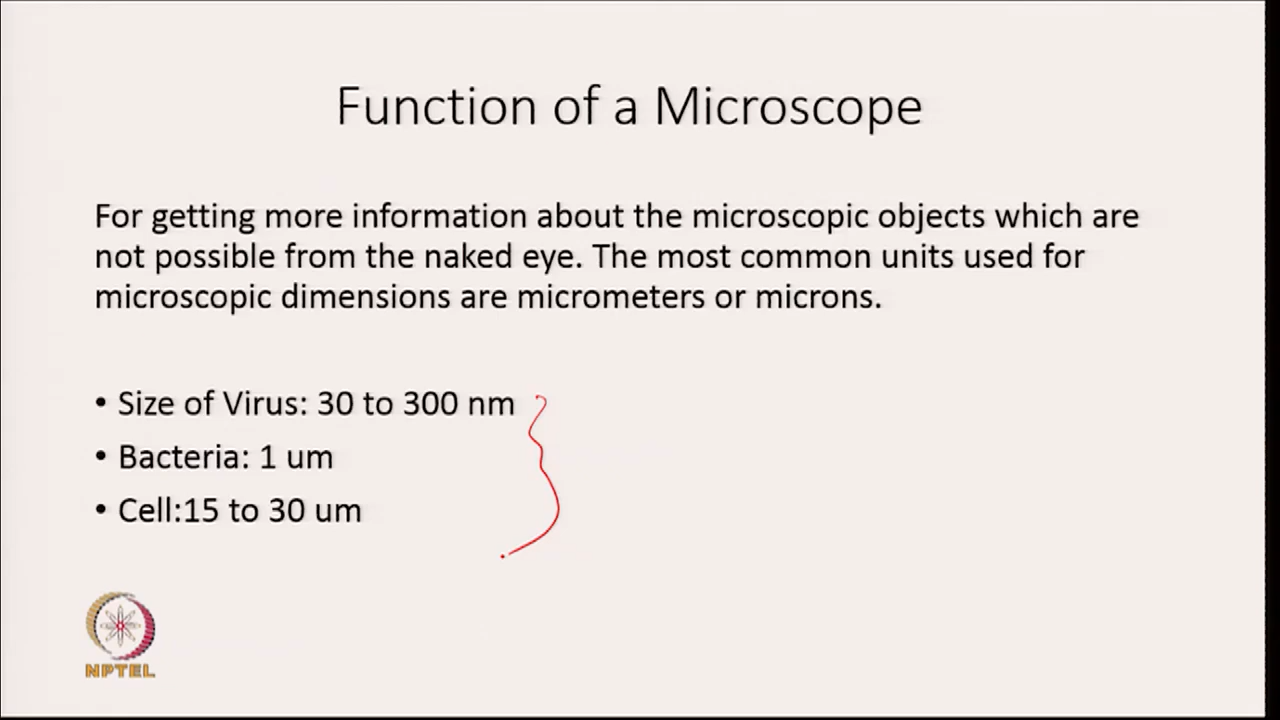 Function of a Microscope
For getting more information about the microscopic objects which are
not possible from the naked eye. The most common units used for
microscopic dimensions are micrometers or microns.
• Size of Virus: 30 to 300 nm
• Bacteria: 1 um
• Cell:15 to 30 um
NPTEL